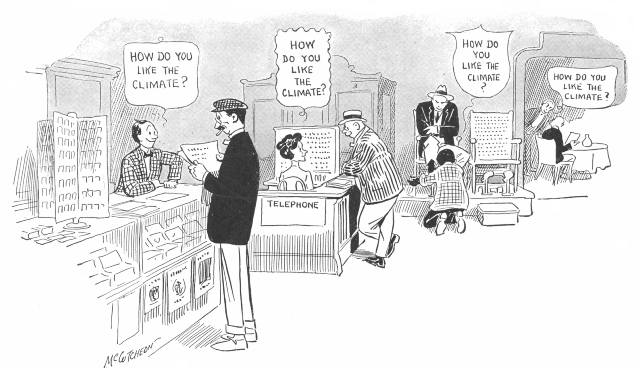 HOW DO YOU
LIKE THE
CLIMATE?
HOW
DO YOU
LIKE
THE
CLIMATE?
HOW DO
YOU LIKE
THE CLIMATE
?
HOW DO YOU
LIKE THE
CLIMATE?
TELEPHONE
McCUTCHEON